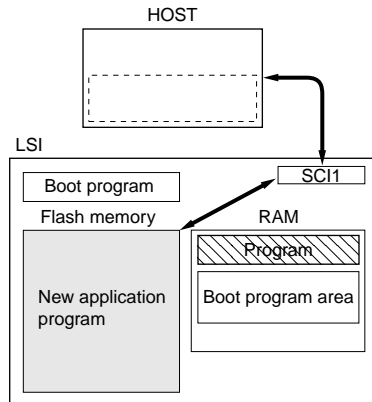 HOST
LSI
SCI1
Boot program
Flash memory
RAM
Program
New application
program
Boot program area